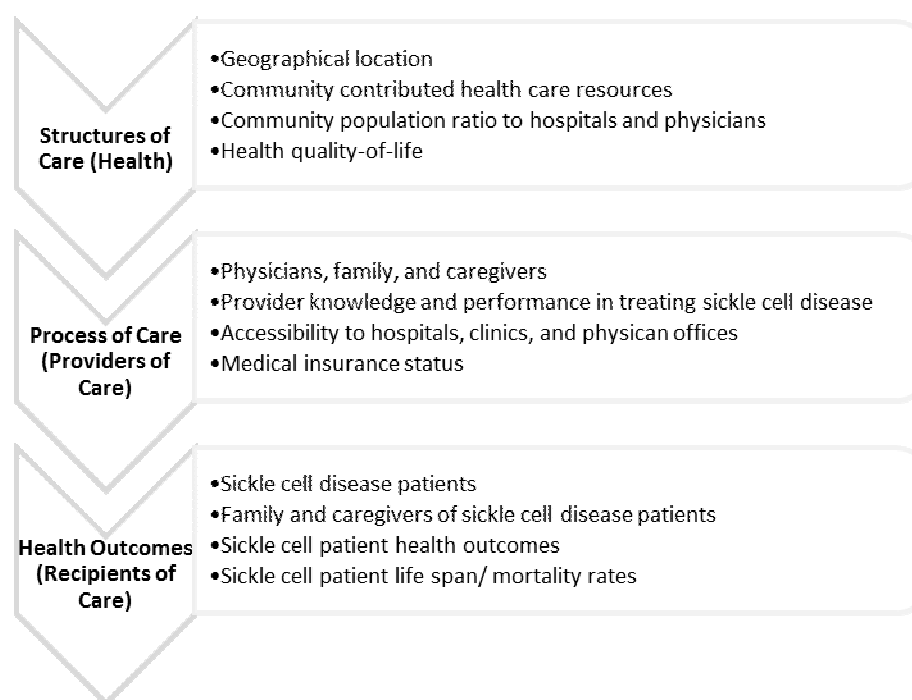 Structures of
Care (Health)
•Geographical location
•Community contributed health care resources
•Community population ratio to hospitals and physicians
•Health quality-of-life
Process of Care
(Providers of
Care)
•Physicians, family, and caregivers
•Provider knowledge and performance in treating sickle cell disease
•Accessibility to hospitals, clinics, and physican offices
•Medical insurance status
Health Outcomes
(Recipients of
Care)
•Sickle cell disease patients
•Family and caregivers of sickle cell disease patients
•Sickle cell patient health outcomes
•Sickle cell patient life span/ mortality rates